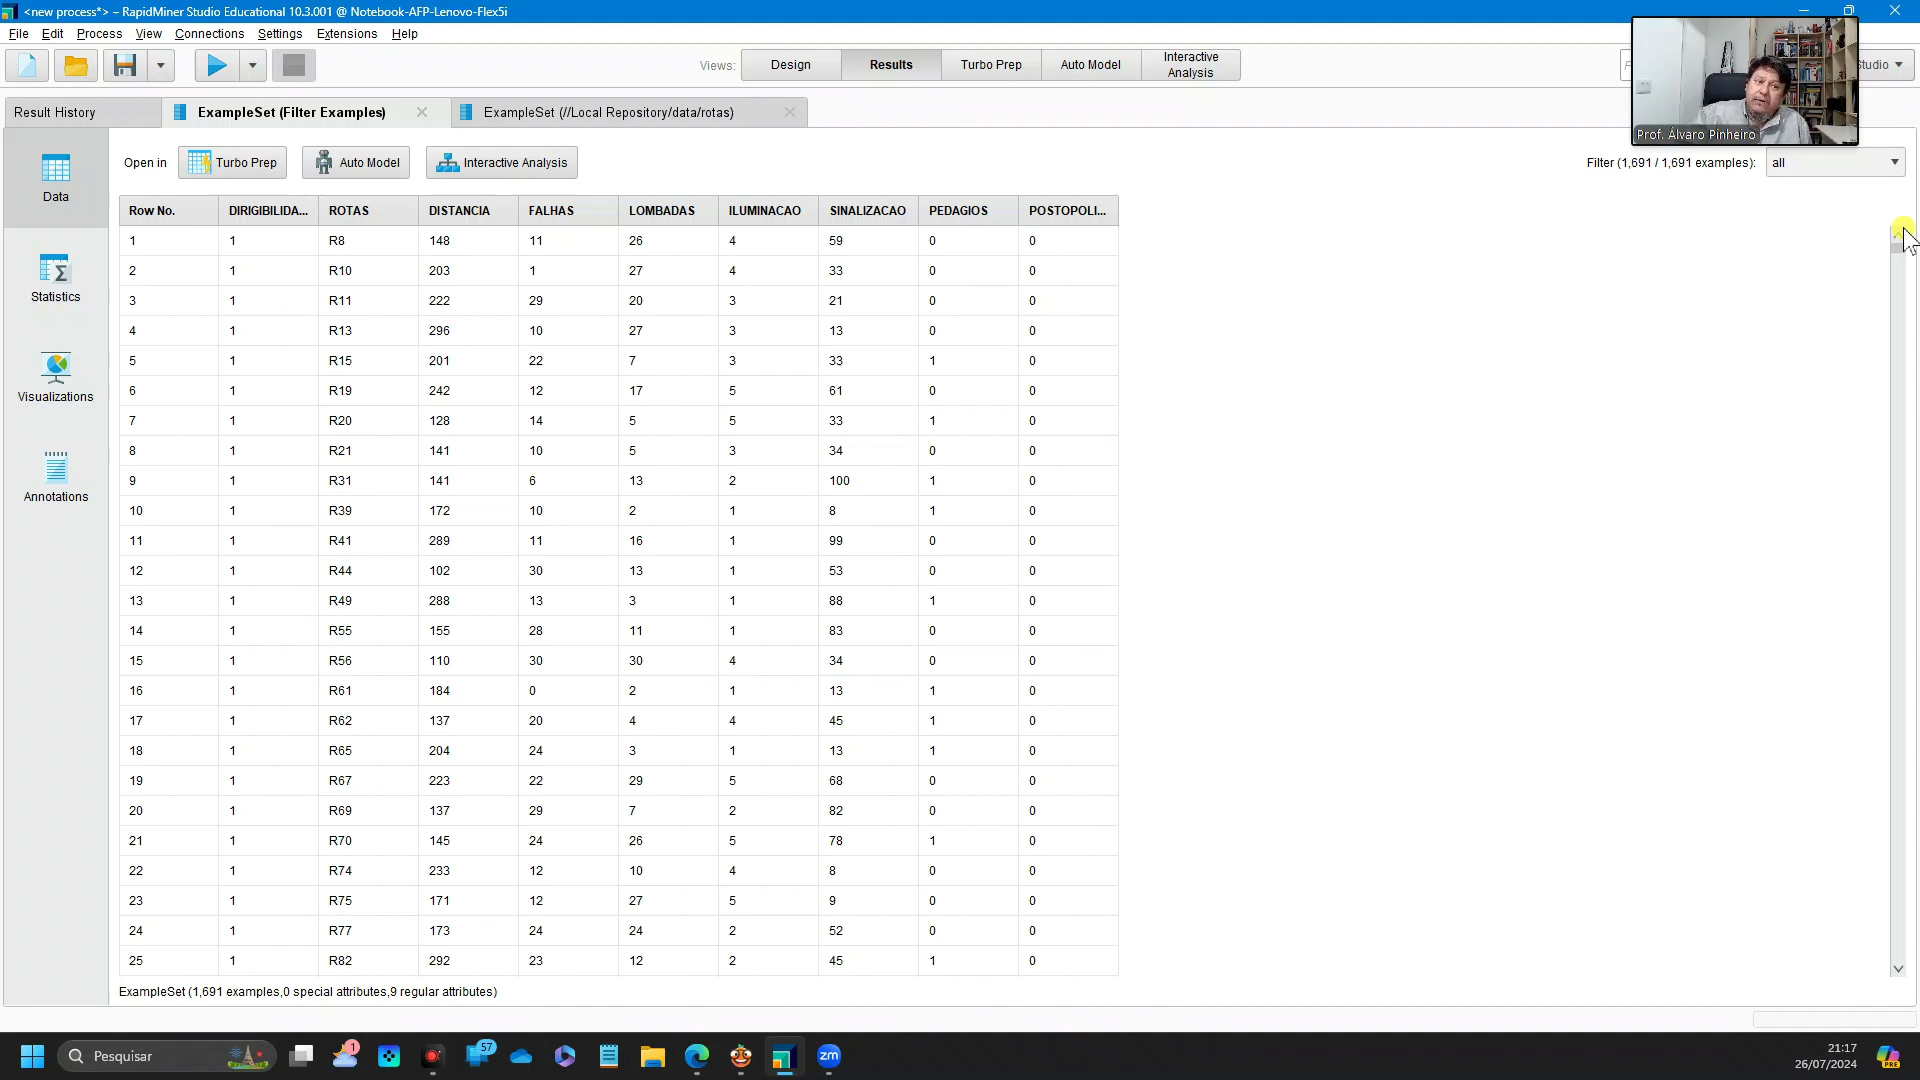 <new process*> – RapidMiner Studio Educational 10.3.001 @ Notebook-AFP-Lenovo-Flex5i
File Edit Process View Connections Settings Extensions Help
Views: Design Results Turbo Prep Auto Model Interactive Analysis
Studio
Prof. Álvaro Pinheiro
Result History ExampleSet (Filter Examples) ExampleSet (//Local Repository/data/rotas)
Open in Turbo Prep Auto Model Interactive Analysis Filter (1,691 / 1,691 examples): all
Data
Statistics
Visualizations
Annotations
Row No. DIRIGIBILIDA... ROTAS DISTANCIA FALHAS LOMBADAS ILUMINACAO SINALIZACAO PEDAGIOS POSTOPOLI...
1 1 R8 148 11 26 4 59 0 0
2 1 R10 203 1 27 4 33 0 0
3 1 R11 222 29 20 3 21 0 0
4 1 R13 296 10 27 3 13 0 0
5 1 R15 201 22 7 3 33 1 0
6 1 R19 242 12 17 5 61 0 0
7 1 R20 128 14 5 5 33 1 0
8 1 R21 141 10 5 3 34 0 0
9 1 R31 141 6 13 2 100 1 0
10 1 R39 172 10 2 1 8 1 0
11 1 R41 289 11 16 1 99 0 0
12 1 R44 102 30 13 1 53 0 0
13 1 R49 288 13 3 1 88 1 0
14 1 R55 155 28 11 1 83 0 0
15 1 R56 110 30 30 4 34 0 0
16 1 R61 184 0 2 1 13 1 0
17 1 R62 137 20 4 4 45 1 0
18 1 R65 204 24 3 1 13 1 0
19 1 R67 223 22 29 5 68 0 0
20 1 R69 137 29 7 2 82 0 0
21 1 R70 145 24 26 5 78 1 0
22 1 R74 233 12 10 4 8 0 0
23 1 R75 171 12 27 5 9 0 0
24 1 R77 173 24 24 2 52 0 0
25 1 R82 292 23 12 2 45 1 0
ExampleSet (1,691 examples,0 special attributes,9 regular attributes)
Pesquisar 1 57 zm
21:17
26/07/2024
PRE